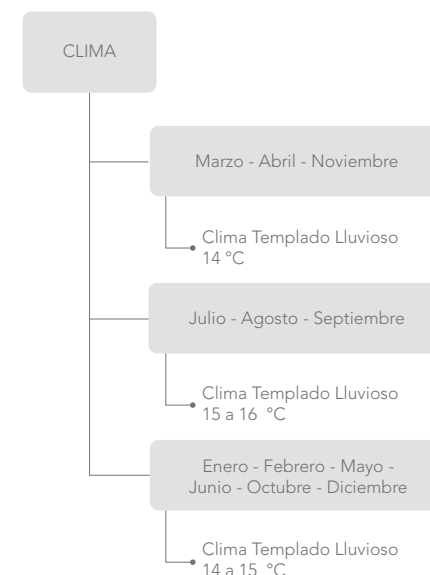 CLIMA
Marzo - Abril - Noviembre
Clima Templado Lluvioso
14 °C
Julio - Agosto - Septiembre
Clima Templado Lluvioso
15 a 16 °C
Enero - Febrero - Mayo -
Junio - Octubre - Diciembre
Clima Templado Lluvioso
14 a 15 °C